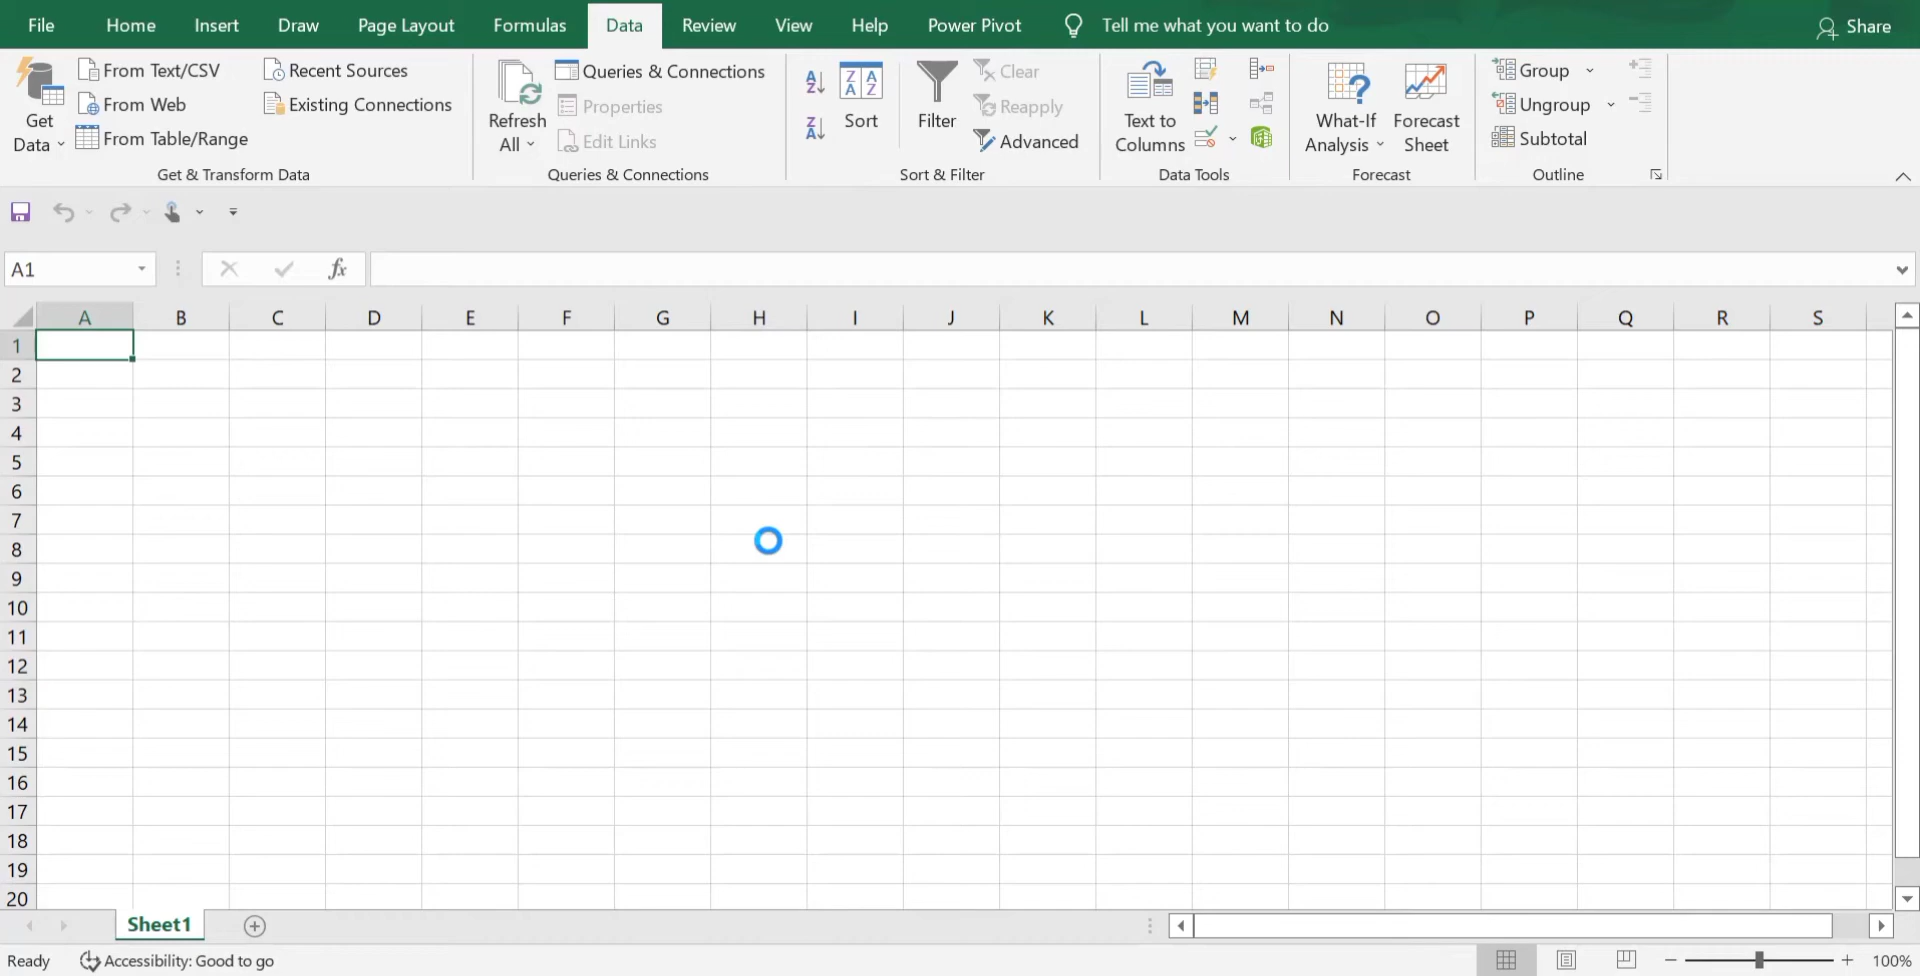 File Home Insert Draw Page Layout Formulas Data Review View Help Power Pivot Tell me what you want to do Share
Get Data
From Text/CSV
From Web
From Table/Range
Recent Sources
Existing Connections
Get & Transform Data
Refresh All
Queries & Connections
Properties
Edit Links
Queries & Connections
Sort
Filter
Clear
Reapply
Advanced
Sort & Filter
Text to Columns
Data Tools
What-If Analysis
Forecast Sheet
Forecast
Group
Ungroup
Subtotal
Outline
A1
fx
A B C D E F G H I J K L M N O P Q R S
1
2
3
4
5
6
7
8
9
10
11
12
13
14
15
16
17
18
19
20
Sheet1
Ready Accessibility: Good to go 100%